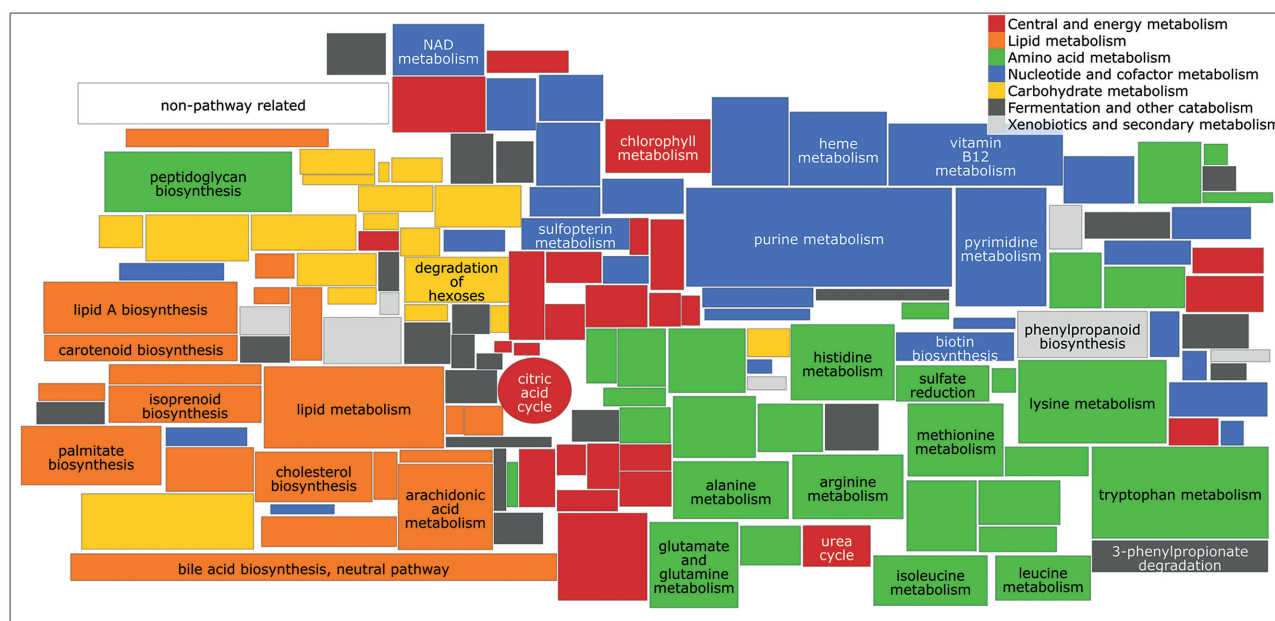 NAD
metabolism
Central and energy metabolism
Lipid metabolism
Amino acid metabolism
Nucleotide and cofactor metabolism
Carbohydrate metabolism
Fermentation and other catabolism
Xenobiotics and secondary metabolism
non-pathway related
chlorophyll
metabolism
heme
metabolism
vitamin
B12
metabolism
peptidoglycan
biosynthesis
sulfopterin
metabolism
purine metabolism
pyrimidine
metabolism
degradation
of
hexoses
lipid A biosynthesis
carotenoid biosynthesis
phenylpropanoid
biosynthesis
biotin
biosynthesis
histidine
metabolism
sulfate
reduction
citric
acid
cycle
isoprenoid
biosynthesis
lipid metabolism
lysine metabolism
palmitate
biosynthesis
methionine
metabolism
cholesterol
biosynthesis
arachidonic
acid
metabolism
alanine
metabolism
arginine
metabolism
tryptophan metabolism
glutamate
and
glutamine
metabolism
urea
cycle
3-phenylpropionate
degradation
bile acid biosynthesis, neutral pathway
isoleucine
metabolism
leucine
metabolism